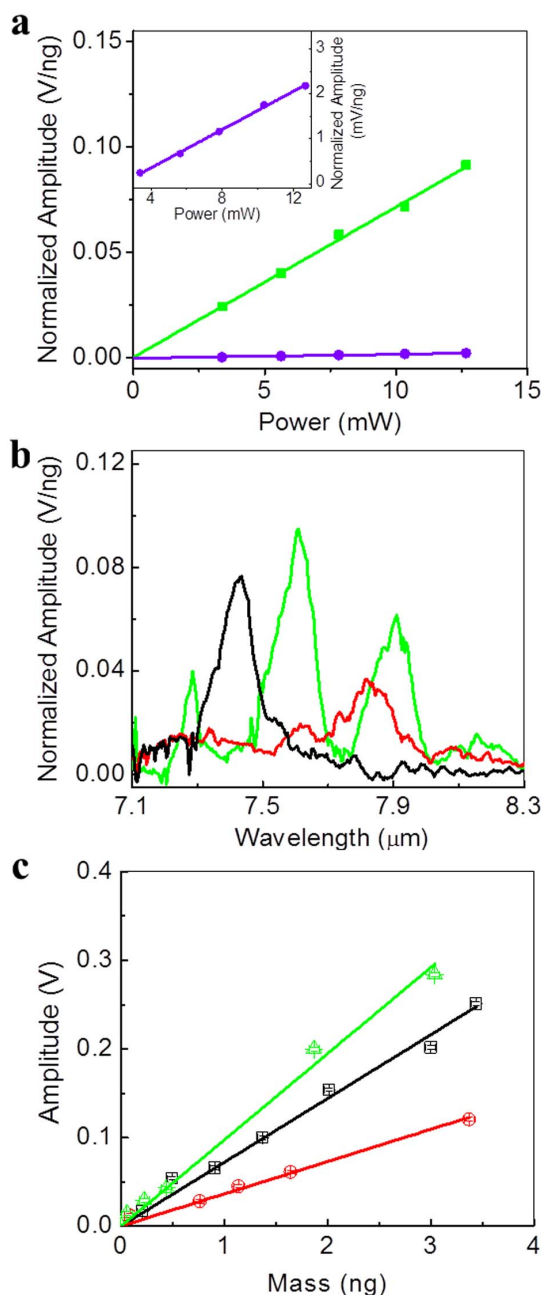 a
Normalized Amplitude (V/ng)
0.15
0.10
0.05
0.00
0
5
10
15
Power (mW)
4
8
12
Power (mW)
3
2
1
0
Normalized Amplitude
(mV/ng)
b
Normalized Amplitude (V/ng)
0.12
0.08
0.04
0.00
7.1
7.5
7.9
8.3
Wavelength (μm)
c
Amplitude (V)
0.4
0.3
0.2
0.1
0.0
0
1
2
3
4
Mass (ng)